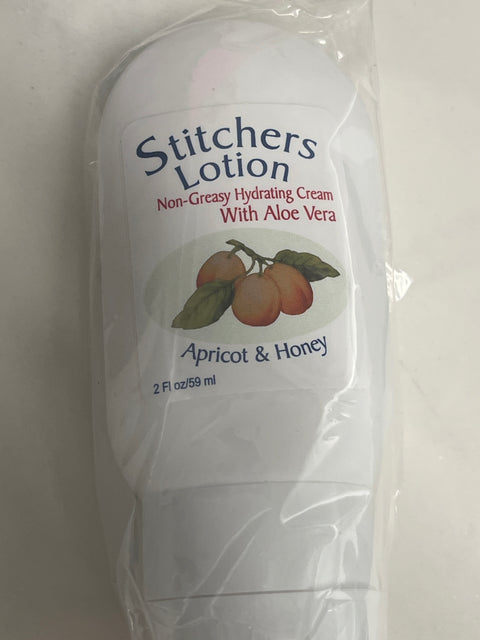 Stitchers
Lotion
Non-Greasy Hydrating Cream
With Aloe Vera
Apricot & Honey
2 Fl oz/59 ml